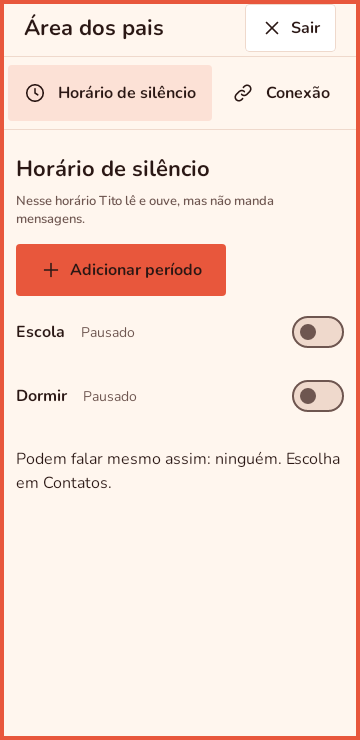 Área dos pais
Sair
Horário de silêncio
Conexão
Horário de silêncio
Nesse horário Tito lê e ouve, mas não manda
mensagens.
Adicionar período
Escola Pausado
Dormir Pausado
Podem falar mesmo assim: ninguém. Escolha
em Contatos.